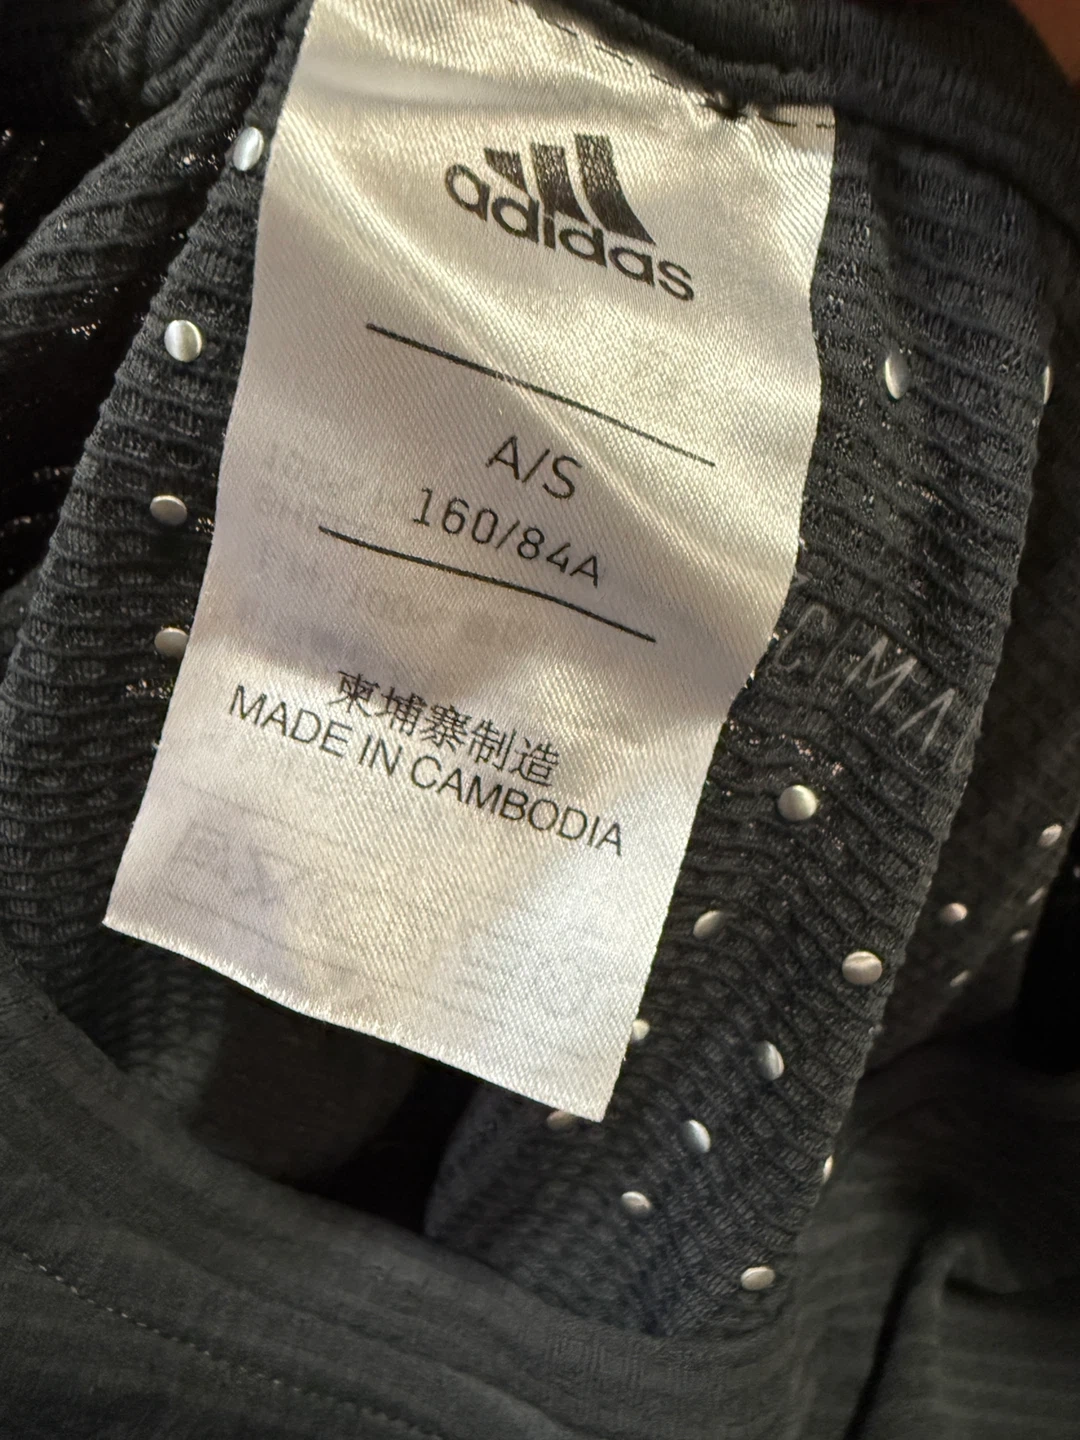 adidas
A/S
160/84A
柬埔寨制造
MADE IN CAMBODIA